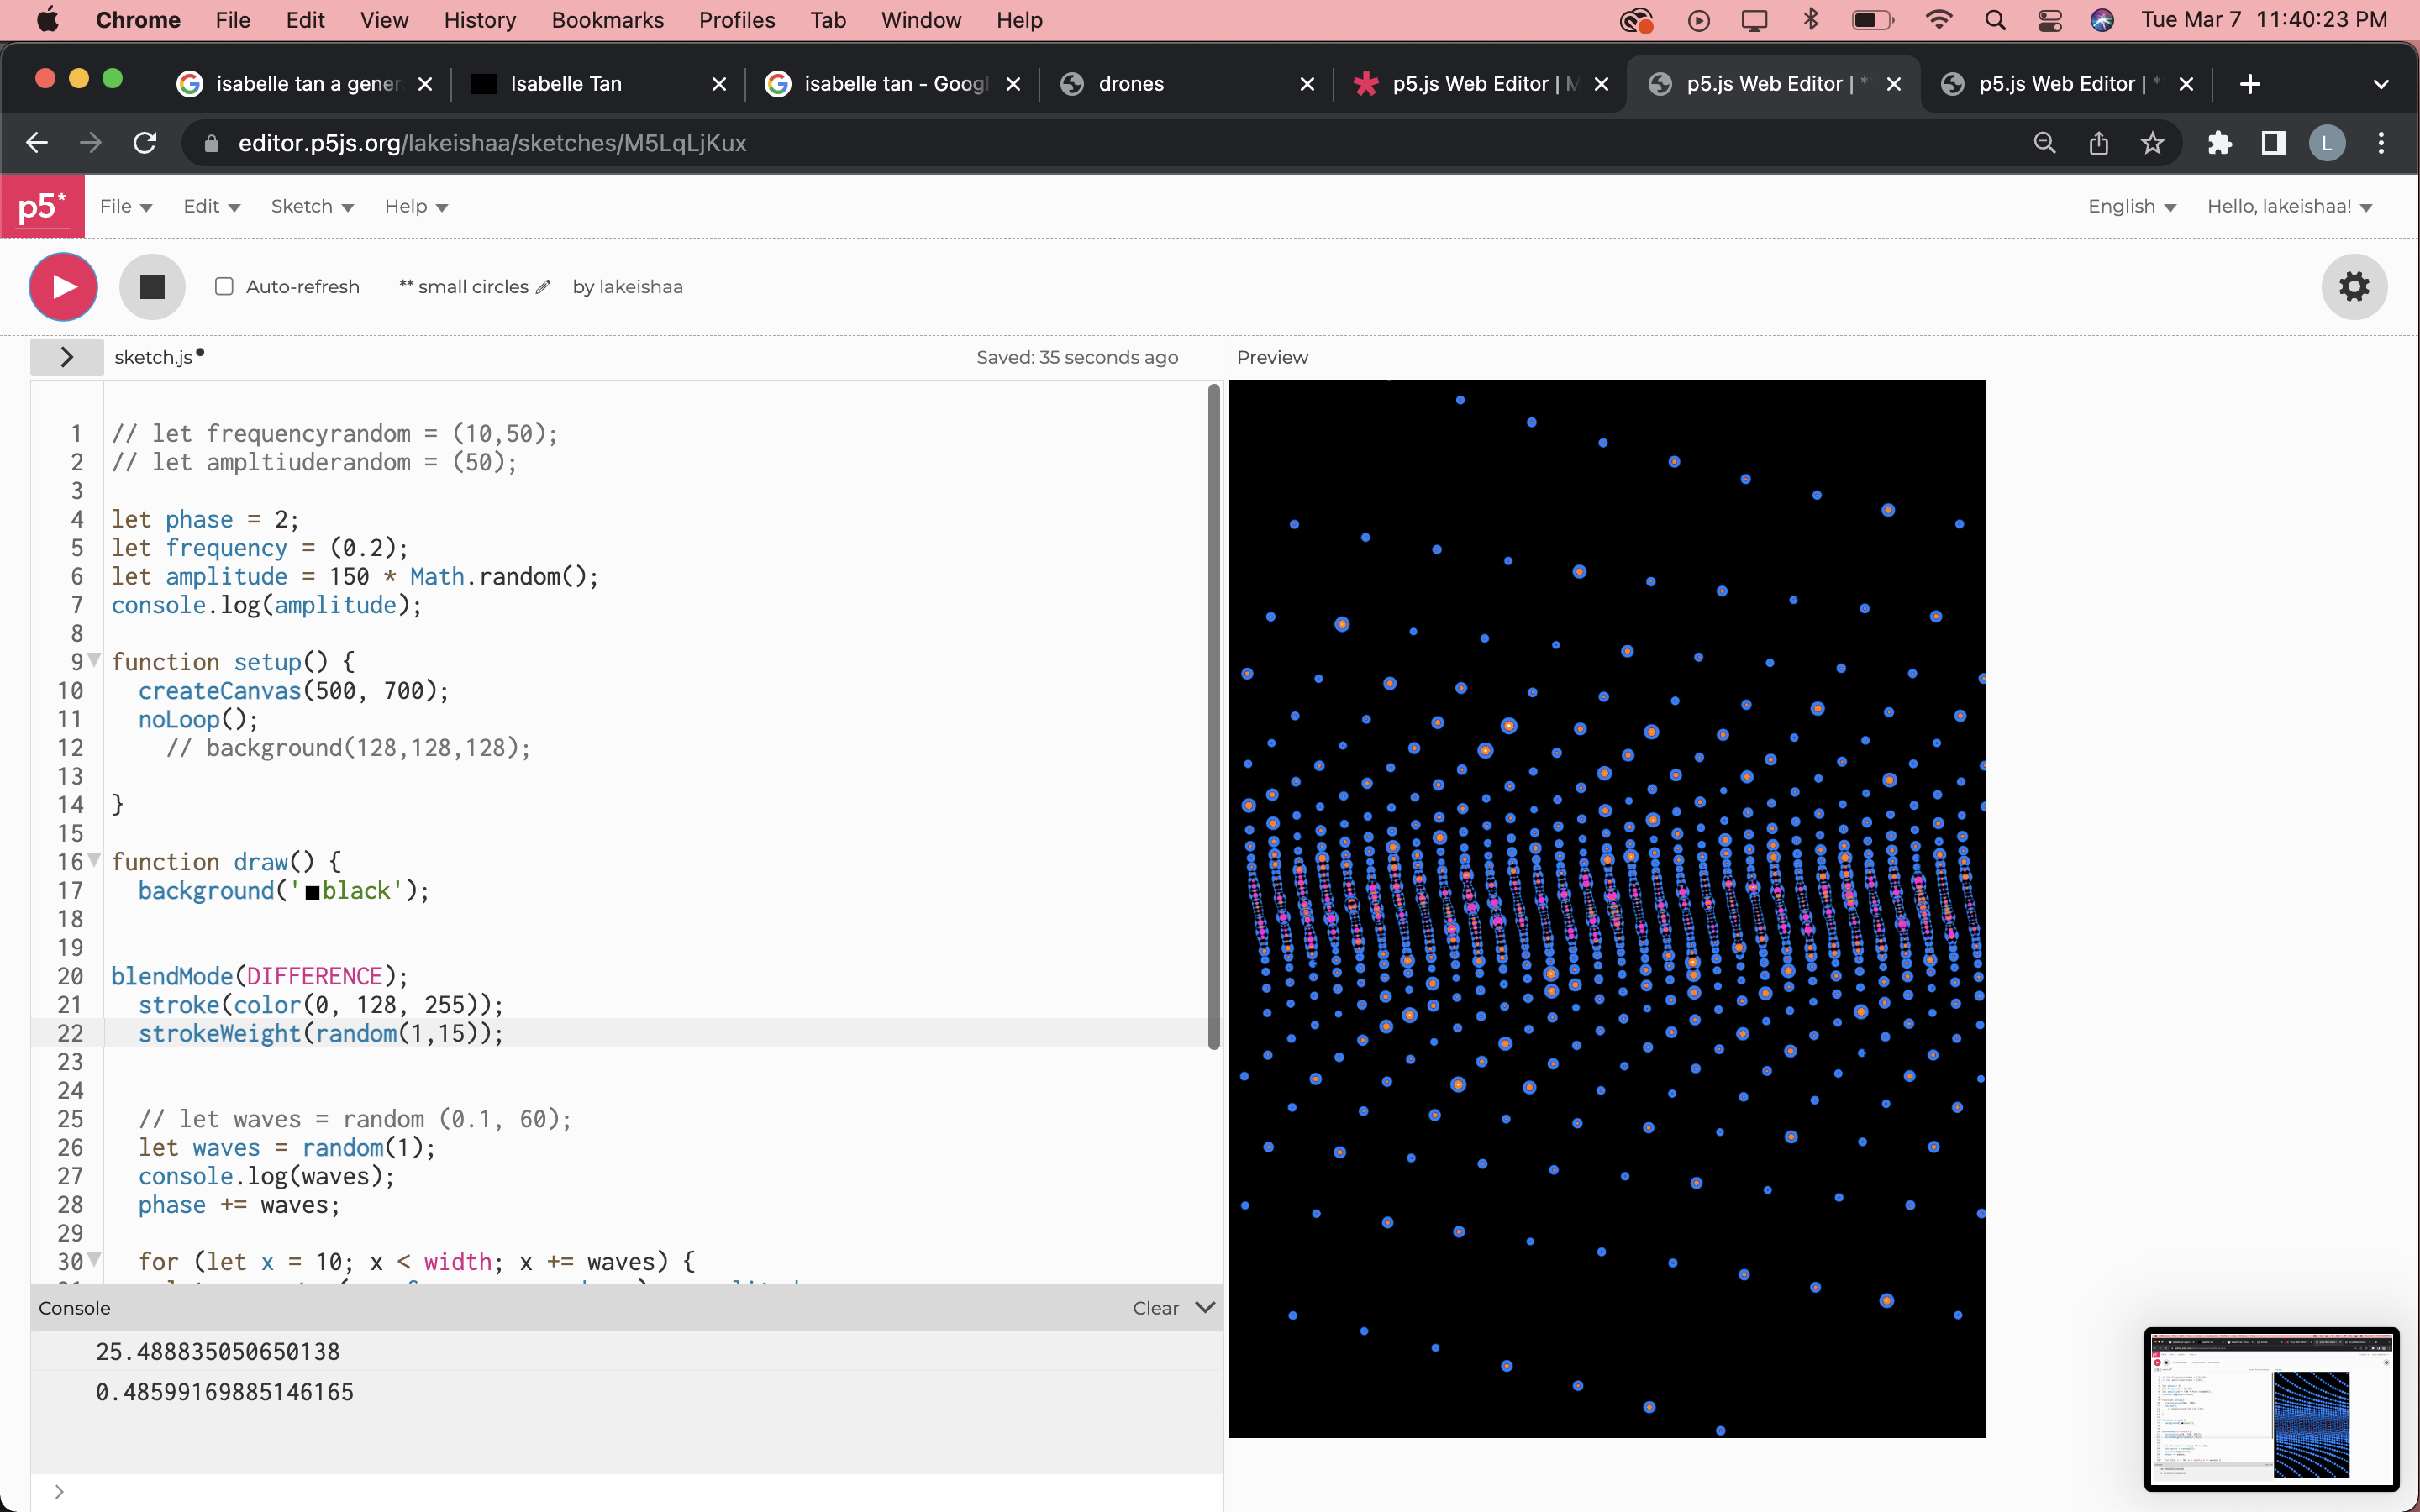 Chrome File Edit View History Bookmarks Profiles Tab Window Help Tue Mar 7 11:40:23 PM
isabelle tan a gener Isabelle Tan isabelle tan - Googl drones p5.js Web Editor | M p5.js Web Editor | * p5.js Web Editor | *
editor.p5js.org/lakeishaa/sketches/M5LqLjKux L
p5* File Edit Sketch Help English Hello, lakeishaa!
Auto-refresh ** small circles by lakeishaa
sketch.js Saved: 35 seconds ago Preview
1 // let frequencyrandom = (10,50);
2 // let ampltiuderandom = (50);
3
4 let phase = 2;
5 let frequency = (0.2);
6 let amplitude = 150 * Math.random();
7 console.log(amplitude);
8
9 function setup() {
10 createCanvas(500, 700);
11 noLoop();
12 // background(128,128,128);
13
14 }
15
16 function draw() {
17 background('black');
18
19
20 blendMode(DIFFERENCE);
21 stroke(color(0, 128, 255));
22 strokeWeight(random(1,15));
23
24
25 // let waves = random (0.1, 60);
26 let waves = random(1);
27 console.log(waves);
28 phase += waves;
29
30 for (let x = 10; x < width; x += waves) {
Console Clear
25.488835050650138
0.48599169885146165